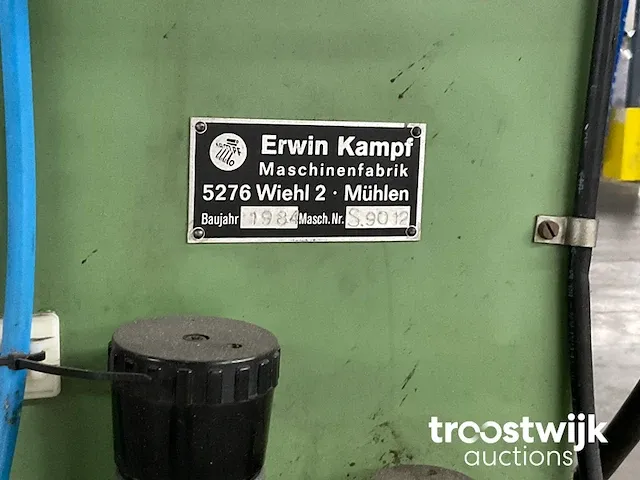 Erwin Kampf
Maschinenfabrik
5276 Wiehl 2 · Mühlen
Baujahr 1984 Masch. Nr. S.9012
troostwijk
auctions